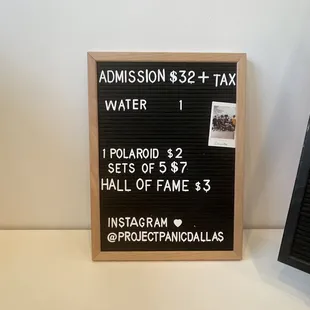 ADMISSION $32+ TAX
WATER 1
1 POLAROID $2
SETS OF 5 $7
HALL OF FAME $3
INSTAGRAM ♥
@PROJECTPANICDALLAS